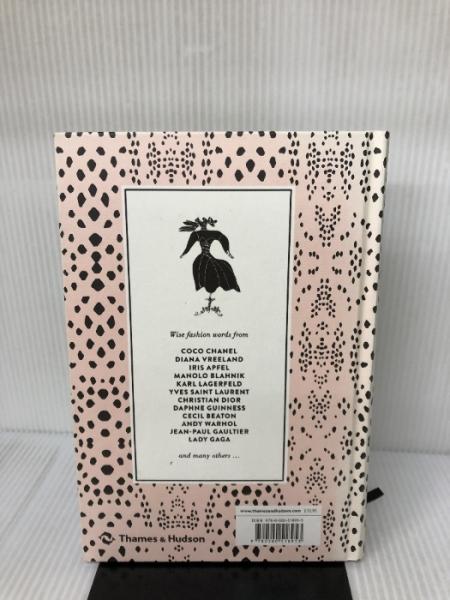 Wise fashion words from
COCO CHANEL
DIANA VREELAND
IRIS APFEL
MANOLO BLAHNIK
KARL LAGERFELD
YVES SAINT LAURENT
CHRISTIAN DIOR
DAPHNE GUINNESS
CECIL BEATON
ANDY WARHOL
JEAN-PAUL GAULTIER
LADY GAGA
and many others ...
www.thamesandhudson.com
Thames & Hudson